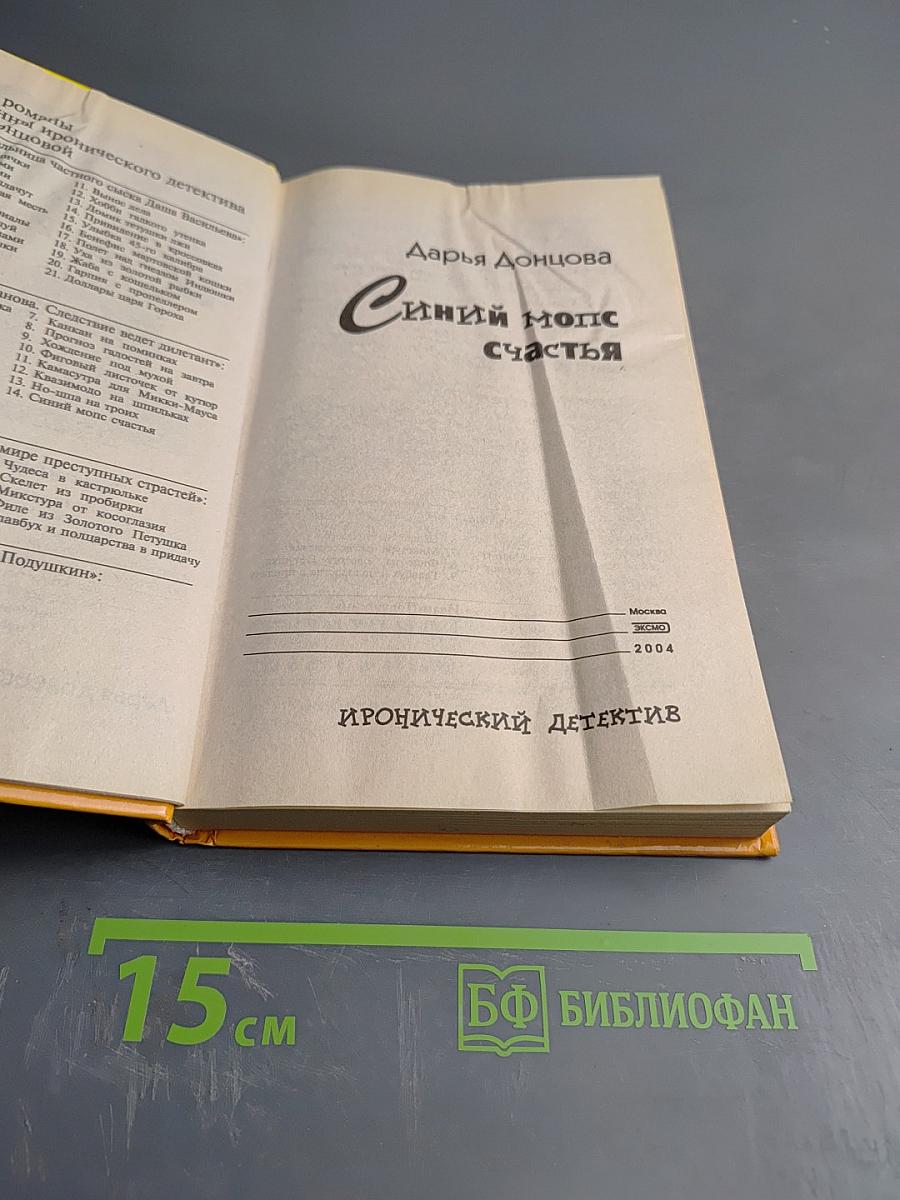 романы
иронического детектива
нцовой
частного сыска Даша Васильева»:
11. Вынос дела
12. Хобби гадкого утенка
13. Домик тетушки лжи
14. Привидение в кроссовках
15. Улыбка 45-го калибра
16. Бенефис мартовской кошки
17. Полет над гнездом Индюшки
18. Уха из золотой рыбки
19. Жаба с кошельком
20. Гарпия с пропеллером
21. Доллары царя Гороха
анова. Следствие ведет дилетант»:
7. Канкан на поминках
8. Прогноз гадостей на завтра
9. Хождение под мухой
10. Фиговый листочек от кутюр
11. Камасутра для Микки-Мауса
12. Квазимодо на шпильках
13. Но-шпа на троих
14. Синий мопс счастья
мире преступных страстей»:
Чудеса в кастрюльке
Скелет из пробирки
Микстура от косоглазия
Филе из Золотого Петушка
лавбух и полцарства в придачу
Подушкин»:
Дарья Донцова
Синий мопс
счастья
Москва
ЭКСМО
2004
ИРОНИЧЕСКИЙ ДЕТЕКТИВ
15 см
БФ БИБЛИОФАН